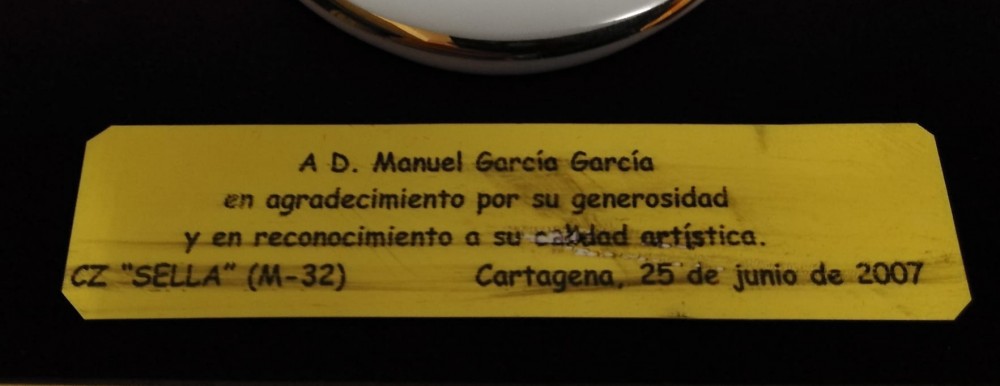 A D. Manuel García García
en agradecimiento por su generosidad
y en reconocimiento a su calidad artística.
CZ "SELLA" (M-32) Cartagena, 25 de junio de 2007